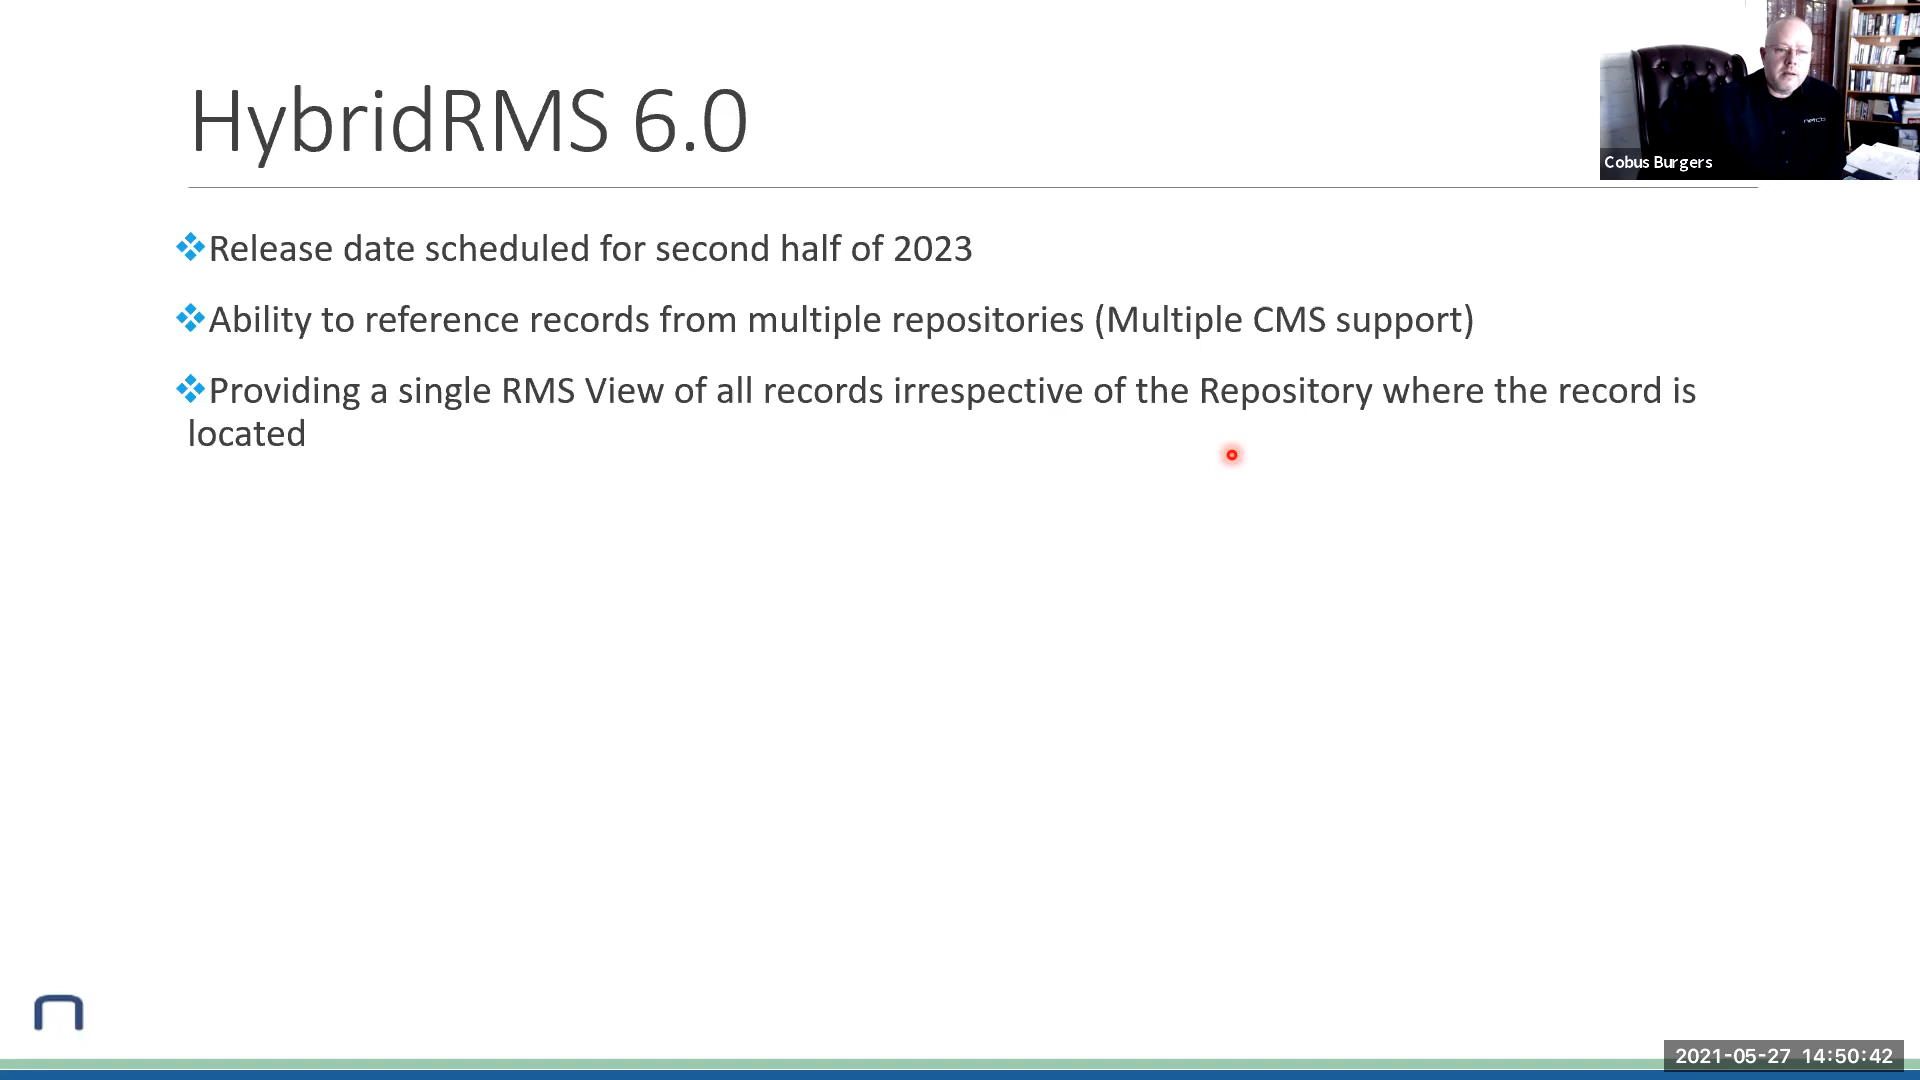 HybridRMS 6.0
Cobus Burgers
Release date scheduled for second half of 2023
Ability to reference records from multiple repositories (Multiple CMS support)
Providing a single RMS View of all records irrespective of the Repository where the record is
located
2021-05-27 14:50:42